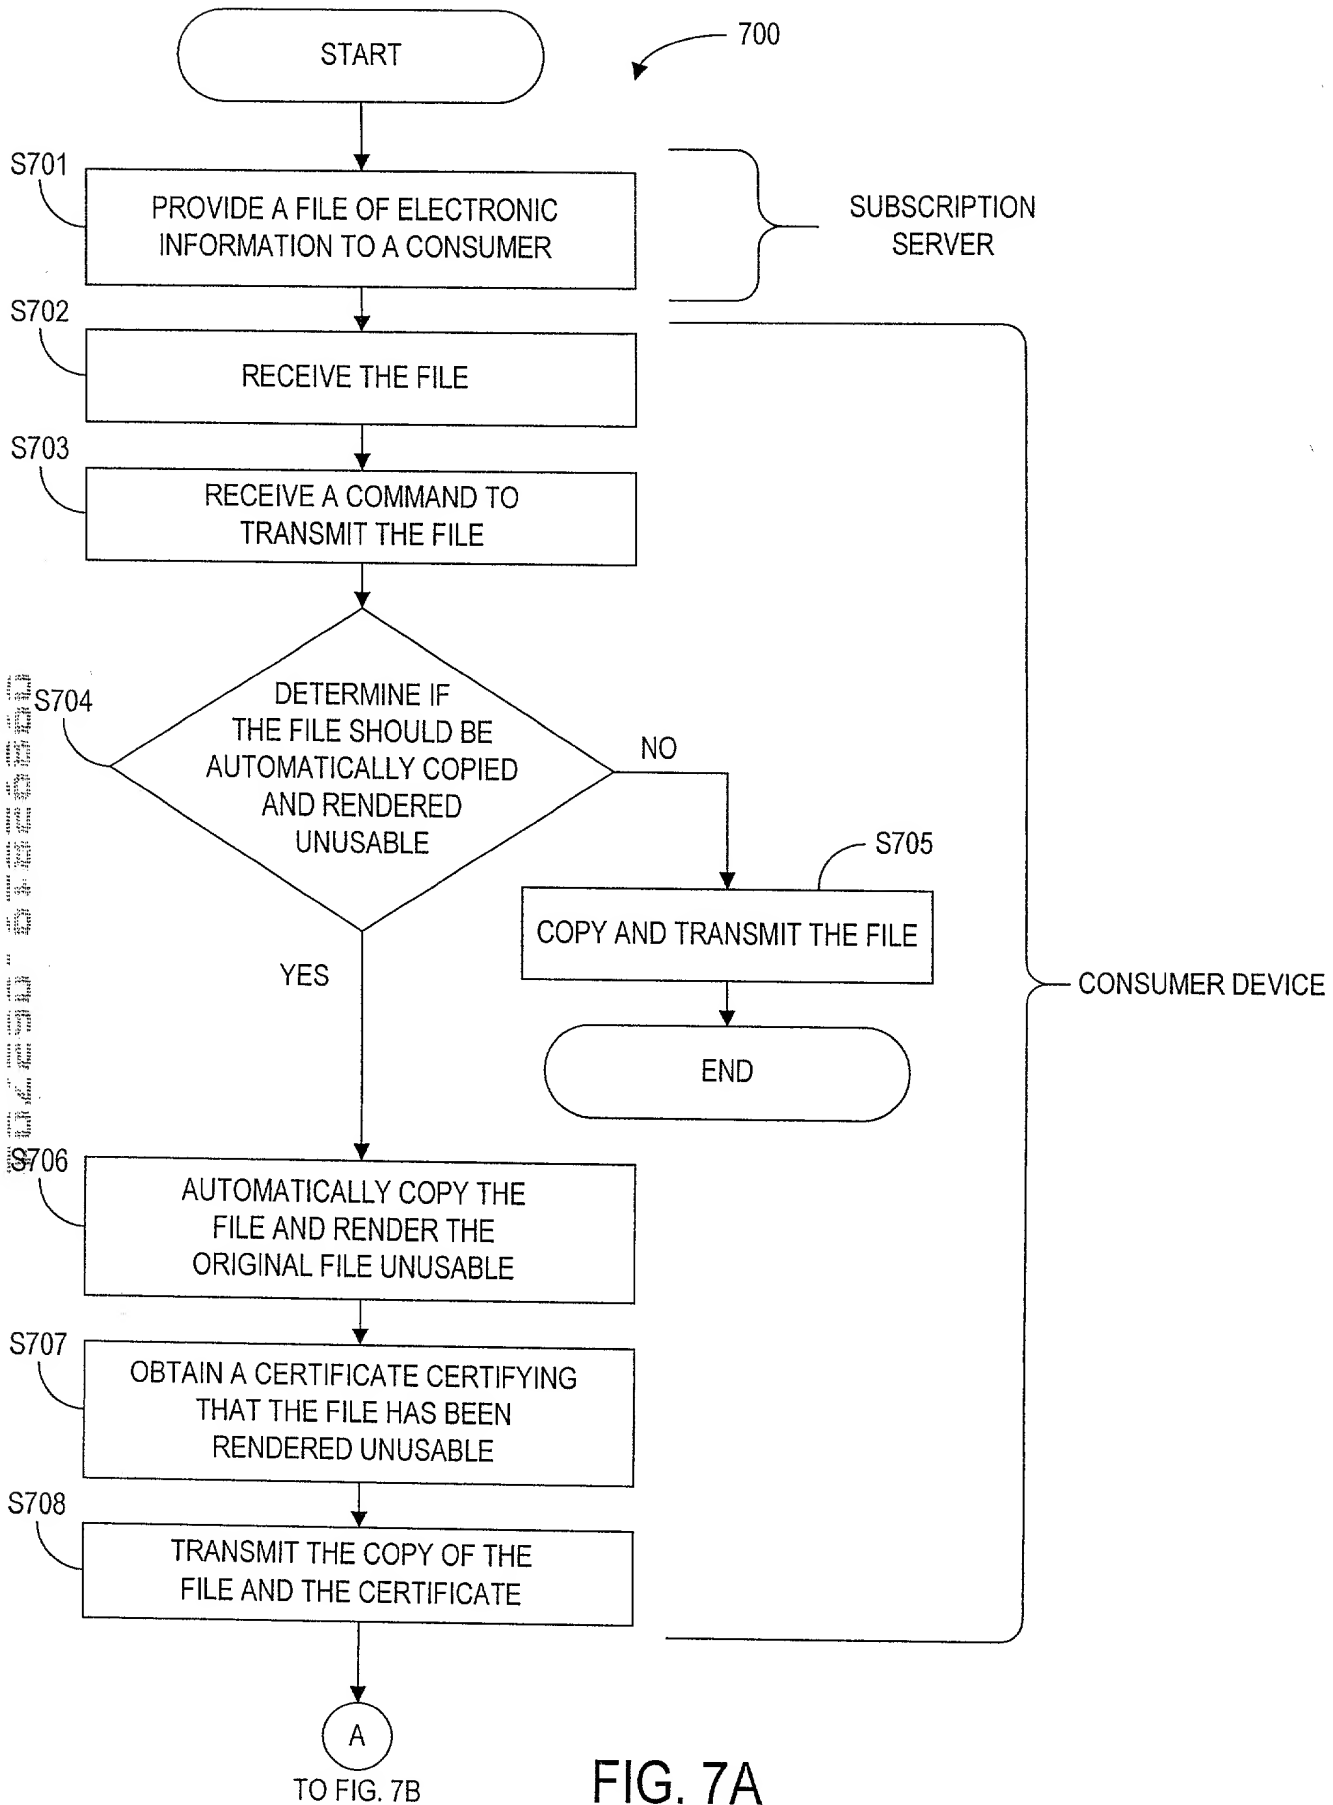 START
700
S701
PROVIDE A FILE OF ELECTRONIC
INFORMATION TO A CONSUMER
SUBSCRIPTION
SERVER
S702
RECEIVE THE FILE
S703
RECEIVE A COMMAND TO
TRANSMIT THE FILE
S704
DETERMINE IF
THE FILE SHOULD BE
AUTOMATICALLY COPIED
AND RENDERED
UNUSABLE
NO
S705
COPY AND TRANSMIT THE FILE
YES
CONSUMER DEVICE
END
S706
AUTOMATICALLY COPY THE
FILE AND RENDER THE
ORIGINAL FILE UNUSABLE
S707
OBTAIN A CERTIFICATE CERTIFYING
THAT THE FILE HAS BEEN
RENDERED UNUSABLE
S708
TRANSMIT THE COPY OF THE
FILE AND THE CERTIFICATE
A
TO FIG. 7B
FIG. 7A